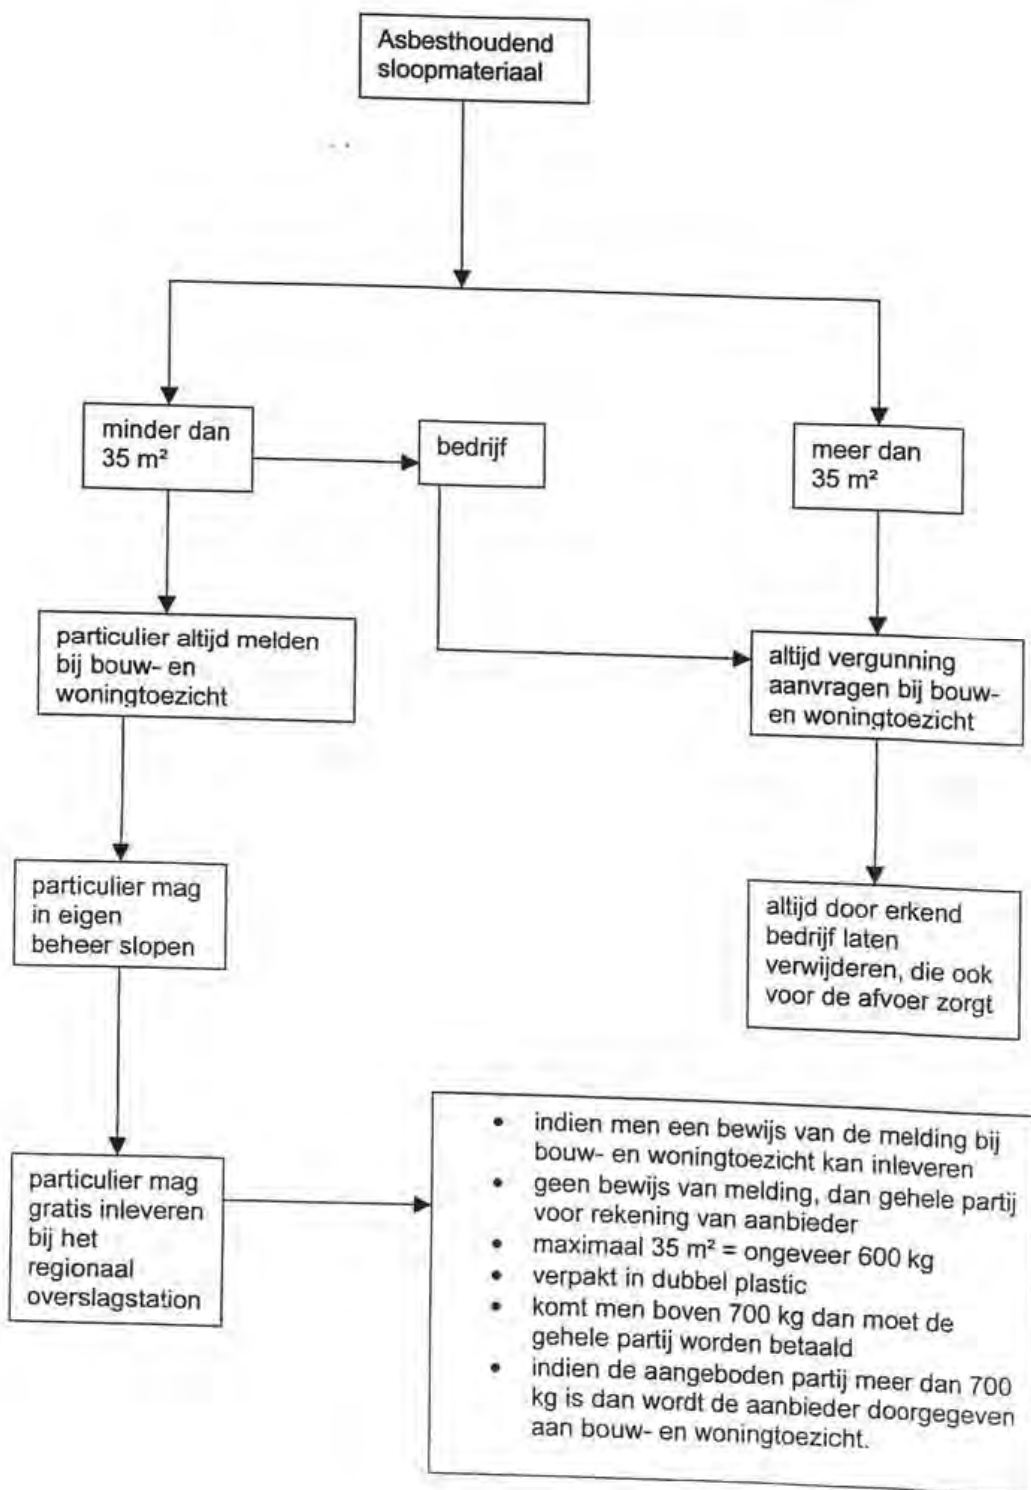 Asbesthoudend
sloopmateriaal
minder dan
35 m²
bedrijf
meer dan
35 m²
particulier altijd melden
bij bouw- en
woningtoezicht
altijd vergunning
aanvragen bij bouw-
en woningtoezicht
particulier mag
in eigen
beheer slopen
altijd door erkend
bedrijf laten
verwijderen, die ook
voor de afvoer zorgt
particulier mag
gratis inleveren
bij het
regionaal
overslagstation
• indien men een bewijs van de melding bij
bouw- en woningtoezicht kan inleveren
• geen bewijs van melding, dan gehele partij
voor rekening van aanbieder
• maximaal 35 m² = ongeveer 600 kg
• verpakt in dubbel plastic
• komt men boven 700 kg dan moet de
gehele partij worden betaald
• indien de aangeboden partij meer dan 700
kg is dan wordt de aanbieder doorgegeven
aan bouw- en woningtoezicht.